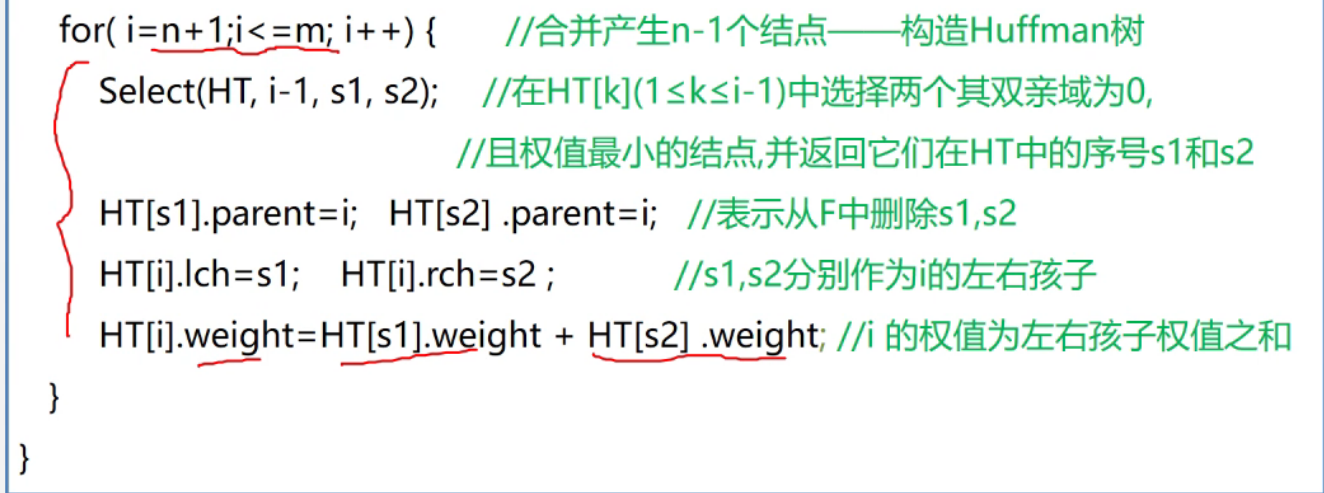 for( i=n+1;i<=m; i++) { //合并产生n-1个结点——构造Huffman树
Select(HT, i-1, s1, s2); //在HT[k](1≤k≤i-1)中选择两个其双亲域为0,
//且权值最小的结点,并返回它们在HT中的序号s1和s2
HT[s1].parent=i; HT[s2] .parent=i; //表示从F中删除s1,s2
HT[i].lch=s1; HT[i].rch=s2 ; //s1,s2分别作为i的左右孩子
HT[i].weight=HT[s1].weight + HT[s2] .weight; //i 的权值为左右孩子权值之和
}
}